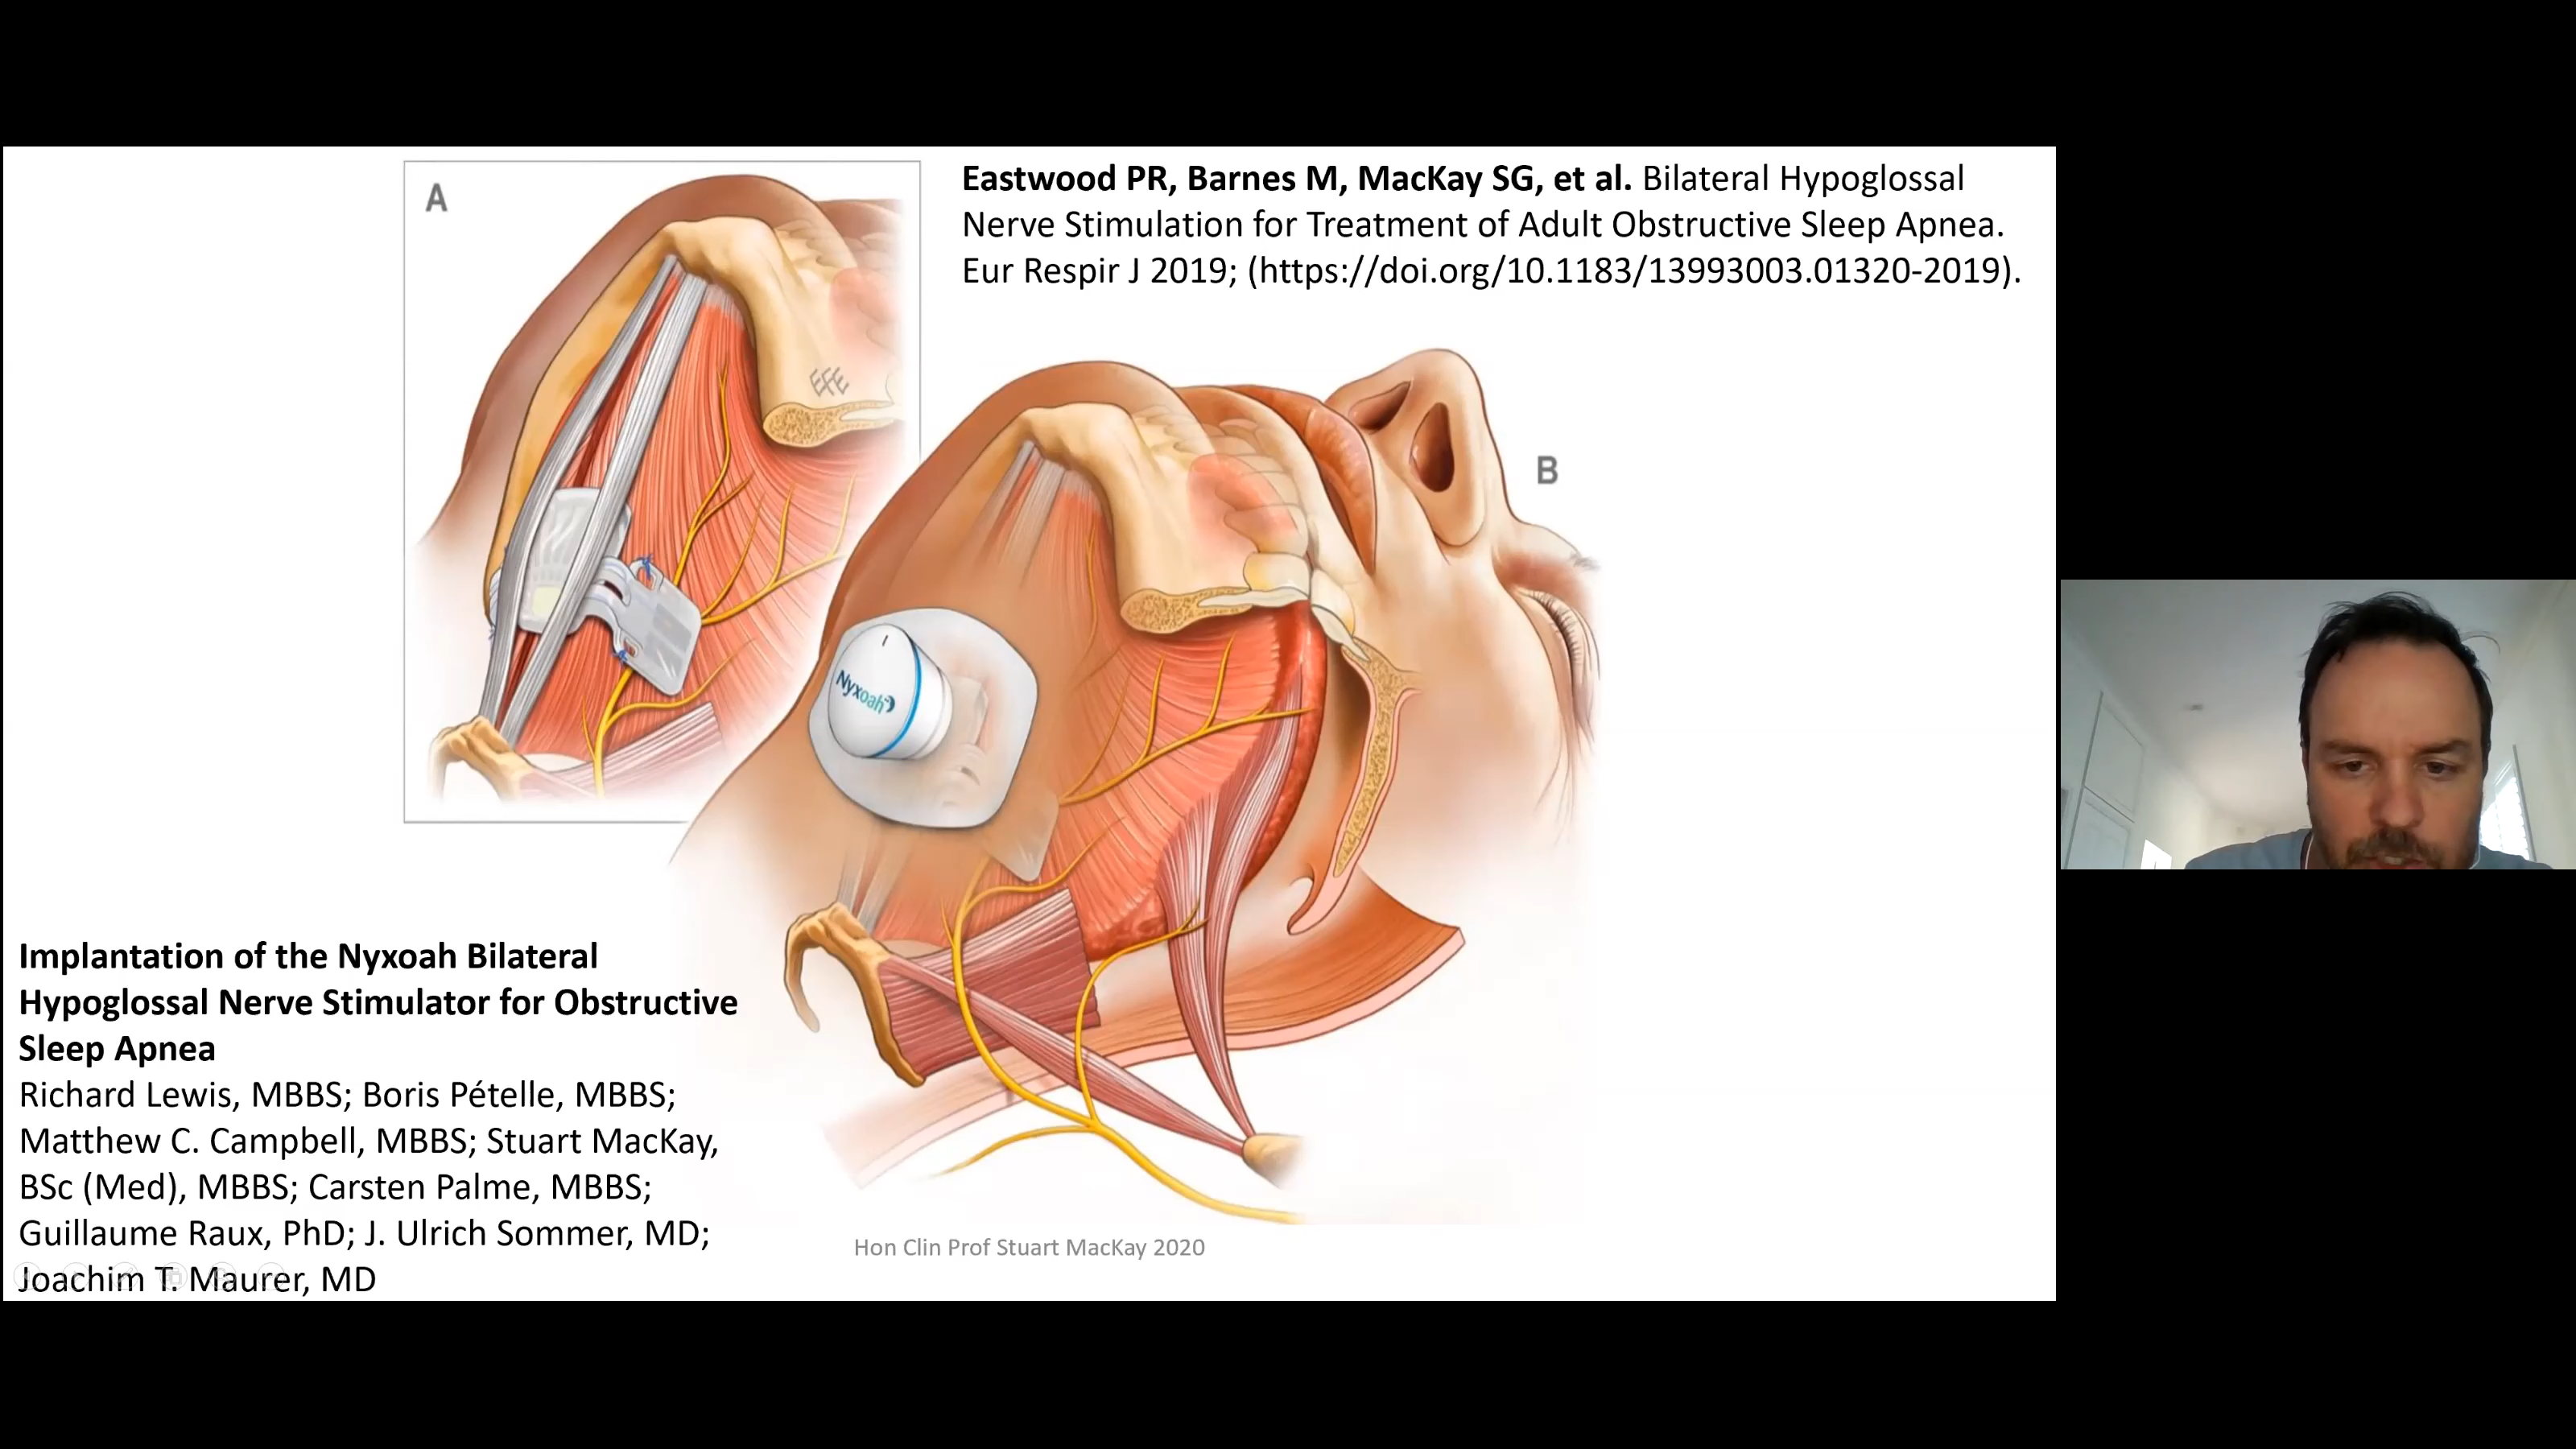 A
Eastwood PR, Barnes M, MacKay SG, et al. Bilateral Hypoglossal
Nerve Stimulation for Treatment of Adult Obstructive Sleep Apnea.
Eur Respir J 2019; (https://doi.org/10.1183/13993003.01320-2019).
B
Nyxoah
Implantation of the Nyxoah Bilateral
Hypoglossal Nerve Stimulator for Obstructive
Sleep Apnea
Richard Lewis, MBBS; Boris Pételle, MBBS;
Matthew C. Campbell, MBBS; Stuart MacKay,
BSc (Med), MBBS; Carsten Palme, MBBS;
Guillaume Raux, PhD; J. Ulrich Sommer, MD;
Joachim T. Maurer, MD
Hon Clin Prof Stuart MacKay 2020